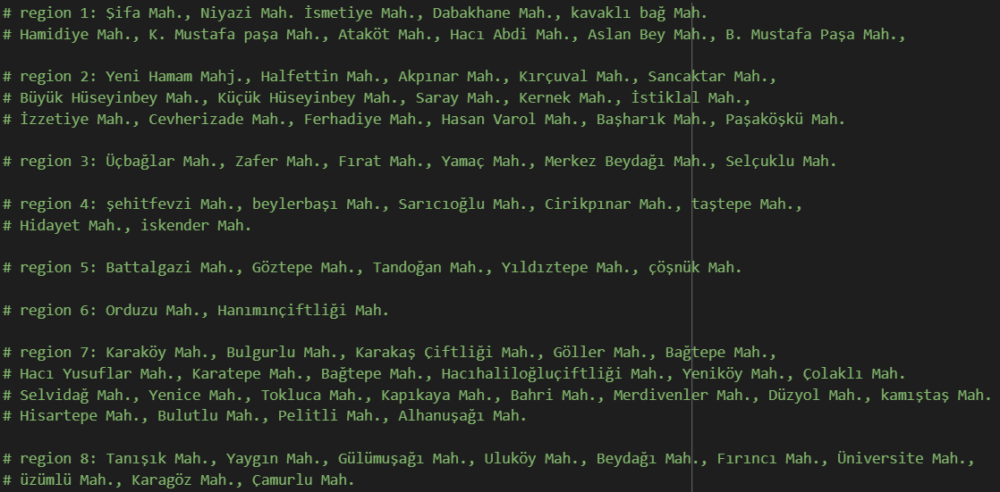 # region 1: Şifa Mah., Niyazi Mah. İsmetiye Mah., Dabakhane Mah., kavaklı bağ Mah.
# Hamidiye Mah., K. Mustafa paşa Mah., Ataköt Mah., Hacı Abdi Mah., Aslan Bey Mah., B. Mustafa Paşa Mah.,
# region 2: Yeni Hamam Mahj., Halfettin Mah., Akpınar Mah., Kırçuval Mah., Sancaktar Mah.,
# Büyük Hüseyinbey Mah., Küçük Hüseyinbey Mah., Saray Mah., Kernek Mah., İstiklal Mah.,
# İzzetiye Mah., Cevherizade Mah., Ferhadiye Mah., Hasan Varol Mah., Başharık Mah., Paşaköşkü Mah.
# region 3: Üçbağlar Mah., Zafer Mah., Fırat Mah., Yamaç Mah., Merkez Beydağı Mah., Selçuklu Mah.
# region 4: şehitfevzi Mah., beylerbaşı Mah., Sarıcıoğlu Mah., Cirikpınar Mah., taştepe Mah.,
# Hidayet Mah., iskender Mah.
# region 5: Battalgazi Mah., Göztepe Mah., Tandoğan Mah., Yıldıztepe Mah., çöşnük Mah.
# region 6: Orduzu Mah., Hanımınçiftliği Mah.
# region 7: Karaköy Mah., Bulgurlu Mah., Karakaş Çiftliği Mah., Göller Mah., Bağtepe Mah.,
# Hacı Yusuflar Mah., Karatepe Mah., Bağtepe Mah., Hacıhaliloğluçiftliği Mah., Yeniköy Mah., Çolaklı Mah.
# Selvidağ Mah., Yenice Mah., Tokluca Mah., Kapıkaya Mah., Bahri Mah., Merdivenler Mah., Düzyol Mah., kamıştaş Mah.
# Hisartepe Mah., Bulutlu Mah., Pelitli Mah., Alhanuşağı Mah.
# region 8: Tanışık Mah., Yaygın Mah., Gülümuşağı Mah., Uluköy Mah., Beydağı Mah., Fırıncı Mah., Üniversite Mah.,
# üzümlü Mah., Karagöz Mah., Çamurlu Mah.